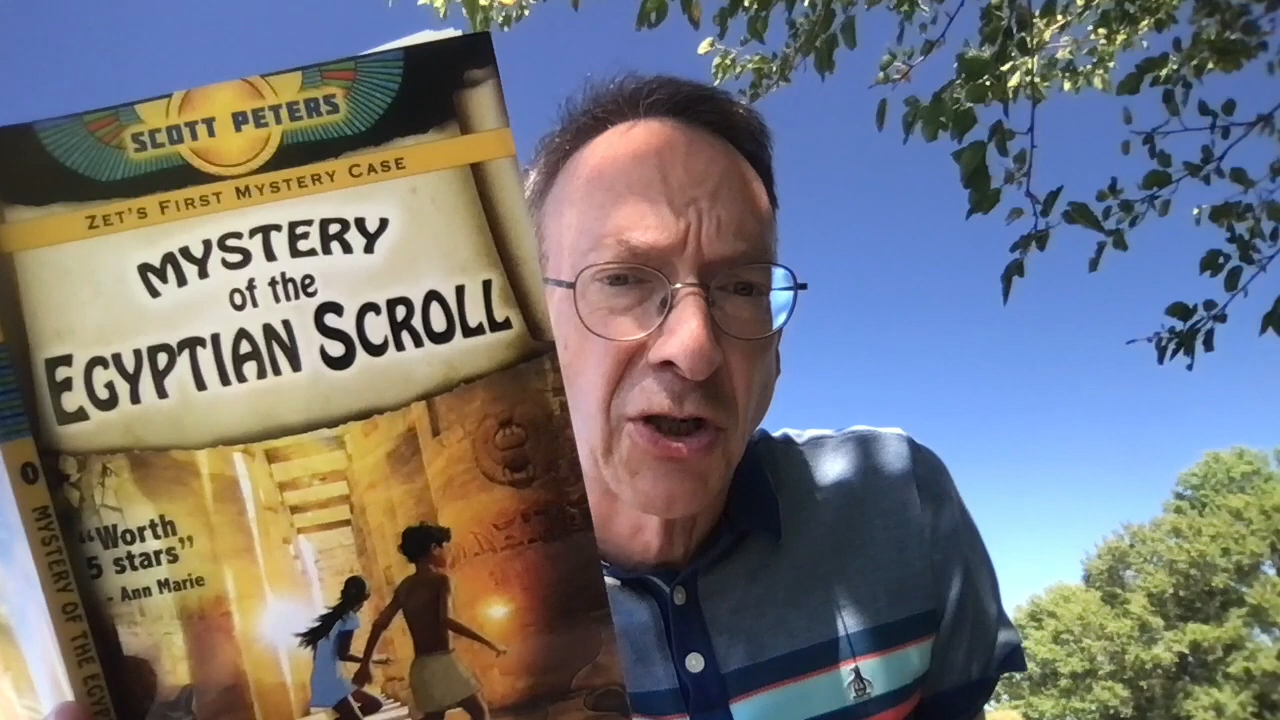 SCOTT PETERS
ZET'S FIRST MYSTERY CASE
MYSTERY
of the
EGYPTIAN SCROLL
"Worth
5 stars"
- Ann Marie
1 MYSTERY OF THE EGYP